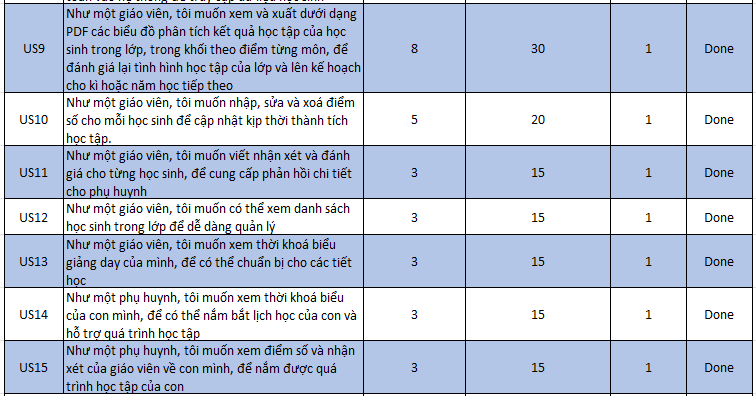 Như một giáo viên, tôi muốn xem và xuất dưới dạng
PDF các biểu đồ phân tích kết quả học tập của học
US9 sinh trong lớp, trong khối theo điểm từng môn, để 8 30 1 Done
đánh giá lại tình hình học tập của lớp và lên kế hoạch
cho kì hoặc năm học tiếp theo
Như một giáo viên, tôi muốn nhập, sửa và xoá điểm
US10 số cho mỗi học sinh để cập nhật kịp thời thành tích 5 20 1 Done
học tập.
Như một giáo viên, tôi muốn viết nhận xét và đánh
US11 giá cho từng học sinh, để cung cấp phản hồi chi tiết 3 15 1 Done
cho phụ huynh
Như một giáo viên, tôi muốn có thể xem danh sách
US12 học sinh trong lớp để dễ dàng quản lý 3 15 1 Done
Như một giáo viên, tôi muốn xem thời khoá biểu
US13 giảng day của mình, để có thể chuẩn bị cho các tiết 3 15 1 Done
học
Như một phụ huynh, tôi muốn xem thời khoá biểu
US14 của con mình, để có thể nắm bắt lịch học của con và 3 15 1 Done
hỗ trợ quá trình học tập
Như một phụ huynh, tôi muốn xem điểm số và nhận
US15 xét của giáo viên về con mình, để nắm được quá 3 15 1 Done
trình học tập của con